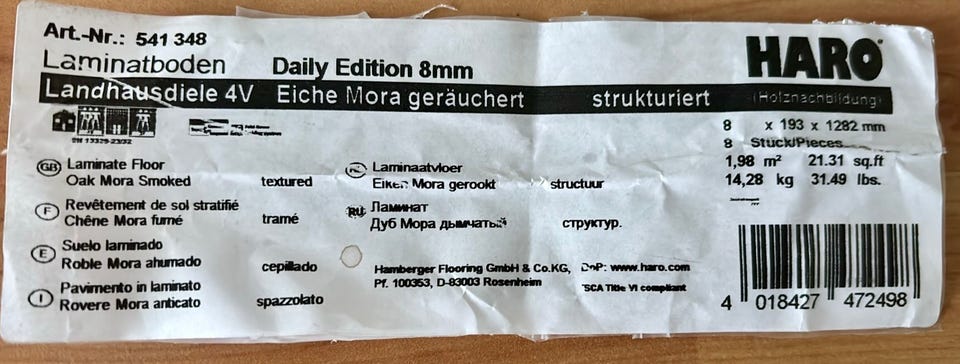 Art.-Nr.: 541 348
HARO
Laminatboden Daily Edition 8mm
Landhausdiele 4V Eiche Mora geräuchert strukturiert (Holznachbildung)
8 x 193 x 1282 mm
8 Stück/Pieces
1,98 m² 21.31 sq.ft
14,28 kg 31.49 lbs.
GB Laminate Floor
Oak Mora Smoked textured
F Revêtement de sol stratifié
Chêne Mora fumé tramé
E Suelo laminado
Roble Mora ahumado cepillado
I Pavimento in laminato
Rovere Mora anticato spazzolato
NL Laminaatvloer
Eiken Mora gerookt structuur
RU Ламинат
Дуб Мора дымчатый структур.
Hamberger Flooring GmbH & Co.KG, DoP: www.haro.com
Pf. 100353, D-83003 Rosenheim TSCA Title VI compliant
4 018427 472498